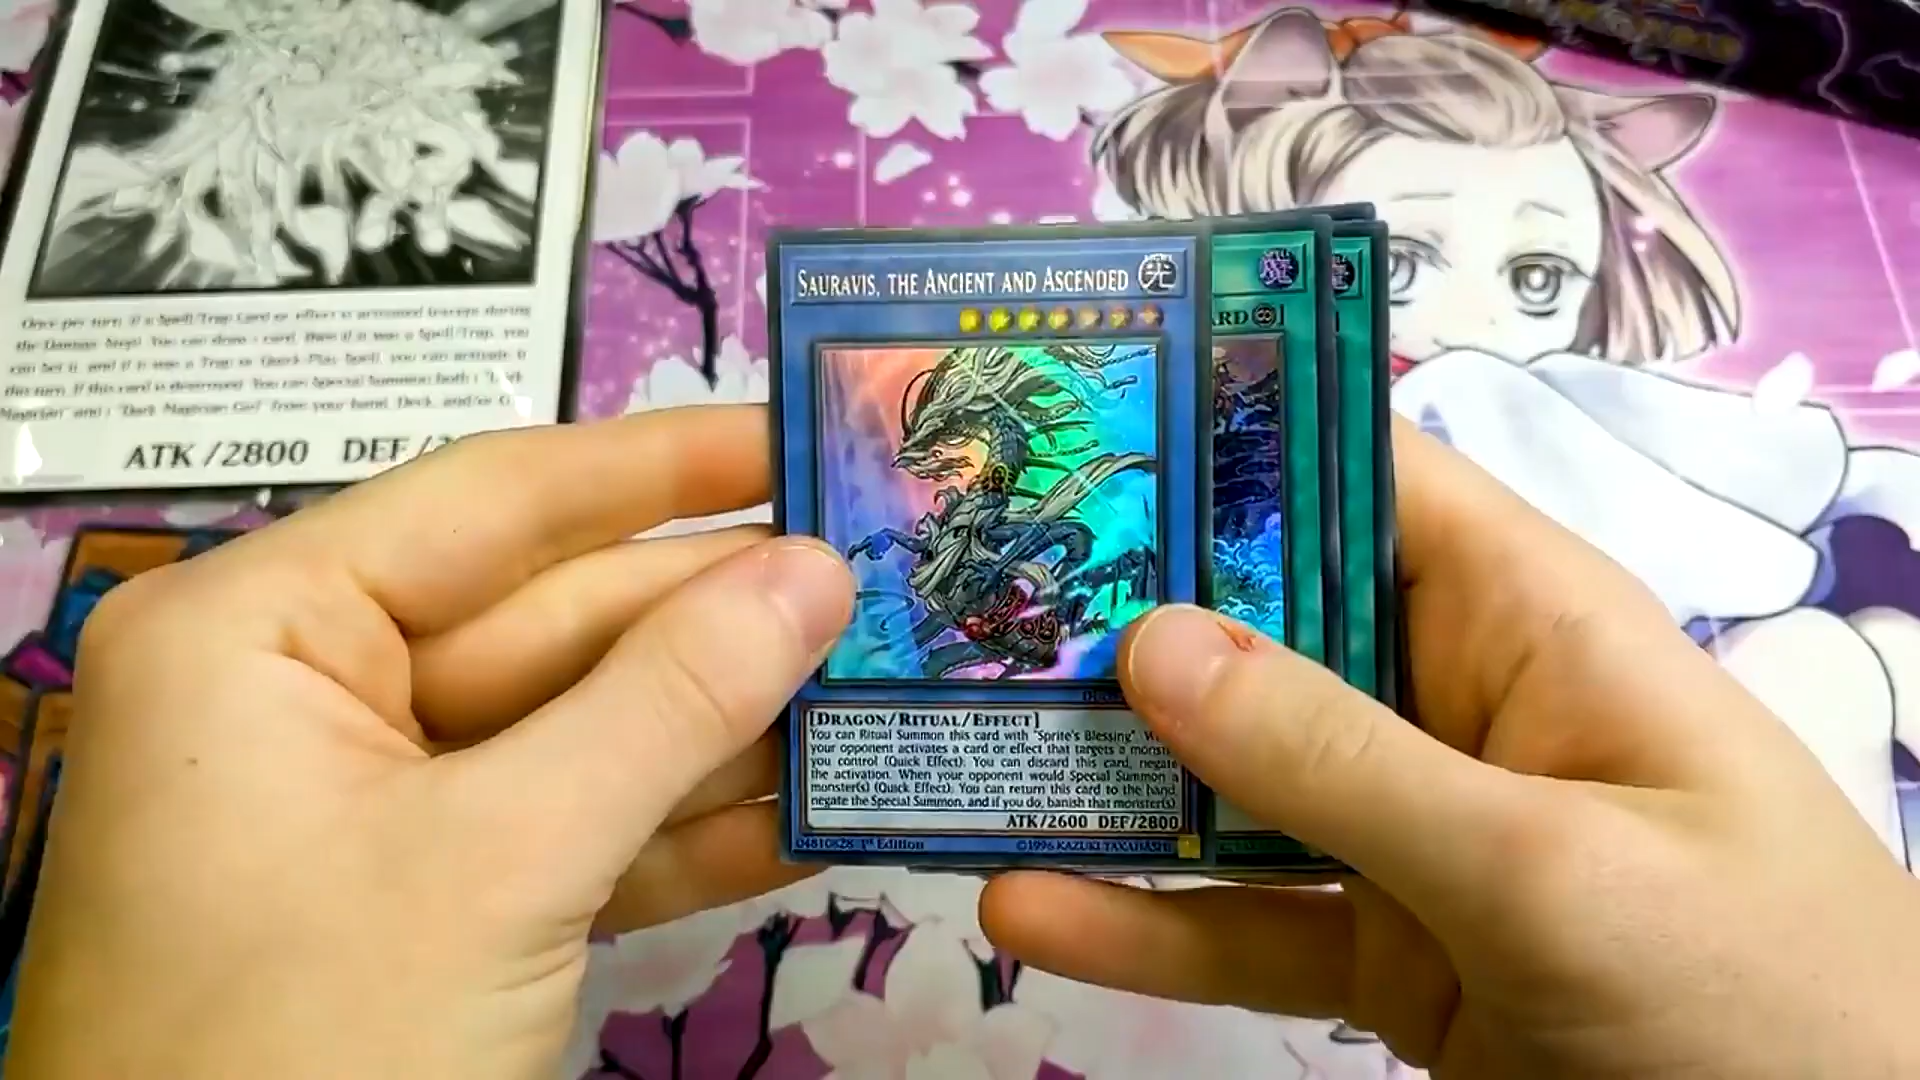 Once per turn, if a Spell/Trap Card or effect is activated (except during
the Damage Step): You can draw 1 card, then if it was a Spell/Trap, you
can Set it, and if it was a Trap or Quick-Play Spell, you can activate it
this turn. If this card is destroyed: You can Special Summon both 1 "Dark
Magician" and 1 "Dark Magician Girl" from your hand, Deck, and/or G
ATK/2800 DEF/2
SAURAVIS, THE ANCIENT AND ASCENDED
LIGHT
光
[DRAGON/RITUAL/EFFECT]
You can Ritual Summon this card with "Sprite's Blessing". W
your opponent activates a card or effect that targets a monst
you control (Quick Effect): You can discard this card; negate
the activation. When your opponent would Special Summon a
monster(s) (Quick Effect): You can return this card to the hand;
negate the Special Summon, and if you do, banish that monster(s).
ATK/2600 DEF/2800
04810828 1st Edition
©1996 KAZUKI TAKAHASHI
SPELL
魔
ARD
]